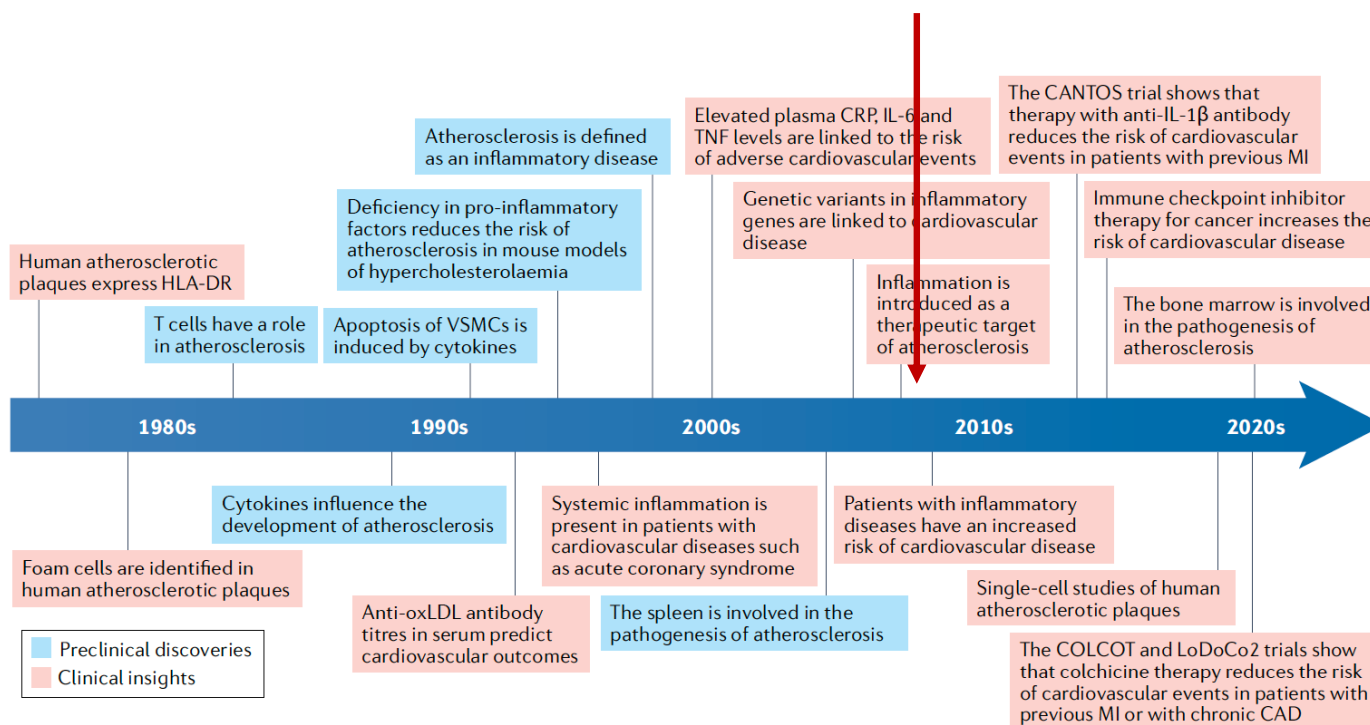 Elevated plasma CRP, IL-6 and
TNF levels are linked to the risk
of adverse cardiovascular events
The CANTOS trial shows that
therapy with anti-IL-1β antibody
reduces the risk of cardiovascular
events in patients with previous MI
Atherosclerosis is defined
as an inflammatory disease
Deficiency in pro-inflammatory
factors reduces the risk of
atherosclerosis in mouse models
of hypercholesterolaemia
Genetic variants in inflammatory
genes are linked to cardiovascular
disease
Immune checkpoint inhibitor
therapy for cancer increases the
risk of cardiovascular disease
Human atherosclerotic
plaques express HLA-DR
T cells have a role
in atherosclerosis
Apoptosis of VSMCs is
induced by cytokines
Inflammation is
introduced as a
therapeutic target
of atherosclerosis
The bone marrow is involved
in the pathogenesis of
atherosclerosis
1980s
1990s
2000s
2010s
2020s
Cytokines influence the
development of atherosclerosis
Systemic inflammation is
present in patients with
cardiovascular diseases such
as acute coronary syndrome
Patients with inflammatory
diseases have an increased
risk of cardiovascular disease
Foam cells are identified in
human atherosclerotic plaques
Anti-oxLDL antibody
titres in serum predict
cardiovascular outcomes
The spleen is involved in the
pathogenesis of atherosclerosis
Single-cell studies of human
atherosclerotic plaques
The COLCOT and LoDoCo2 trials show
that colchicine therapy reduces the risk
of cardiovascular events in patients with
previous MI or with chronic CAD
Preclinical discoveries
Clinical insights